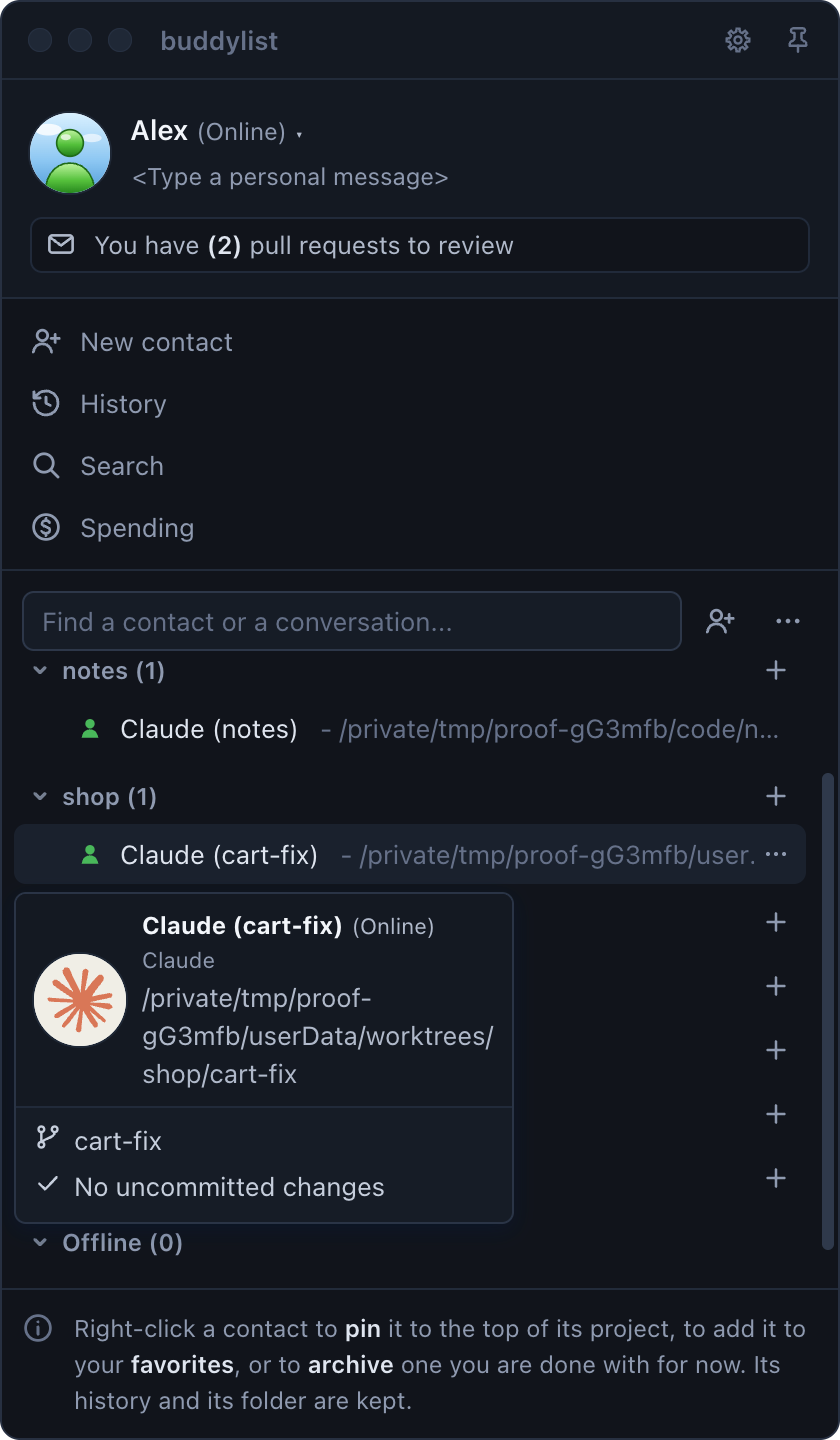 buddylist
Alex (Online)
<Type a personal message>
You have (2) pull requests to review
New contact
History
Search
Spending
Find a contact or a conversation...
notes (1)
Claude (notes) - /private/tmp/proof-gG3mfb/code/n...
shop (1)
Claude (cart-fix) - /private/tmp/proof-gG3mfb/user.
Claude (cart-fix) (Online)
Claude
/private/tmp/proof-
gG3mfb/userData/worktrees/
shop/cart-fix
cart-fix
No uncommitted changes
Offline (0)
Right-click a contact to pin it to the top of its project, to add it to
your favorites, or to archive one you are done with for now. Its
history and its folder are kept.